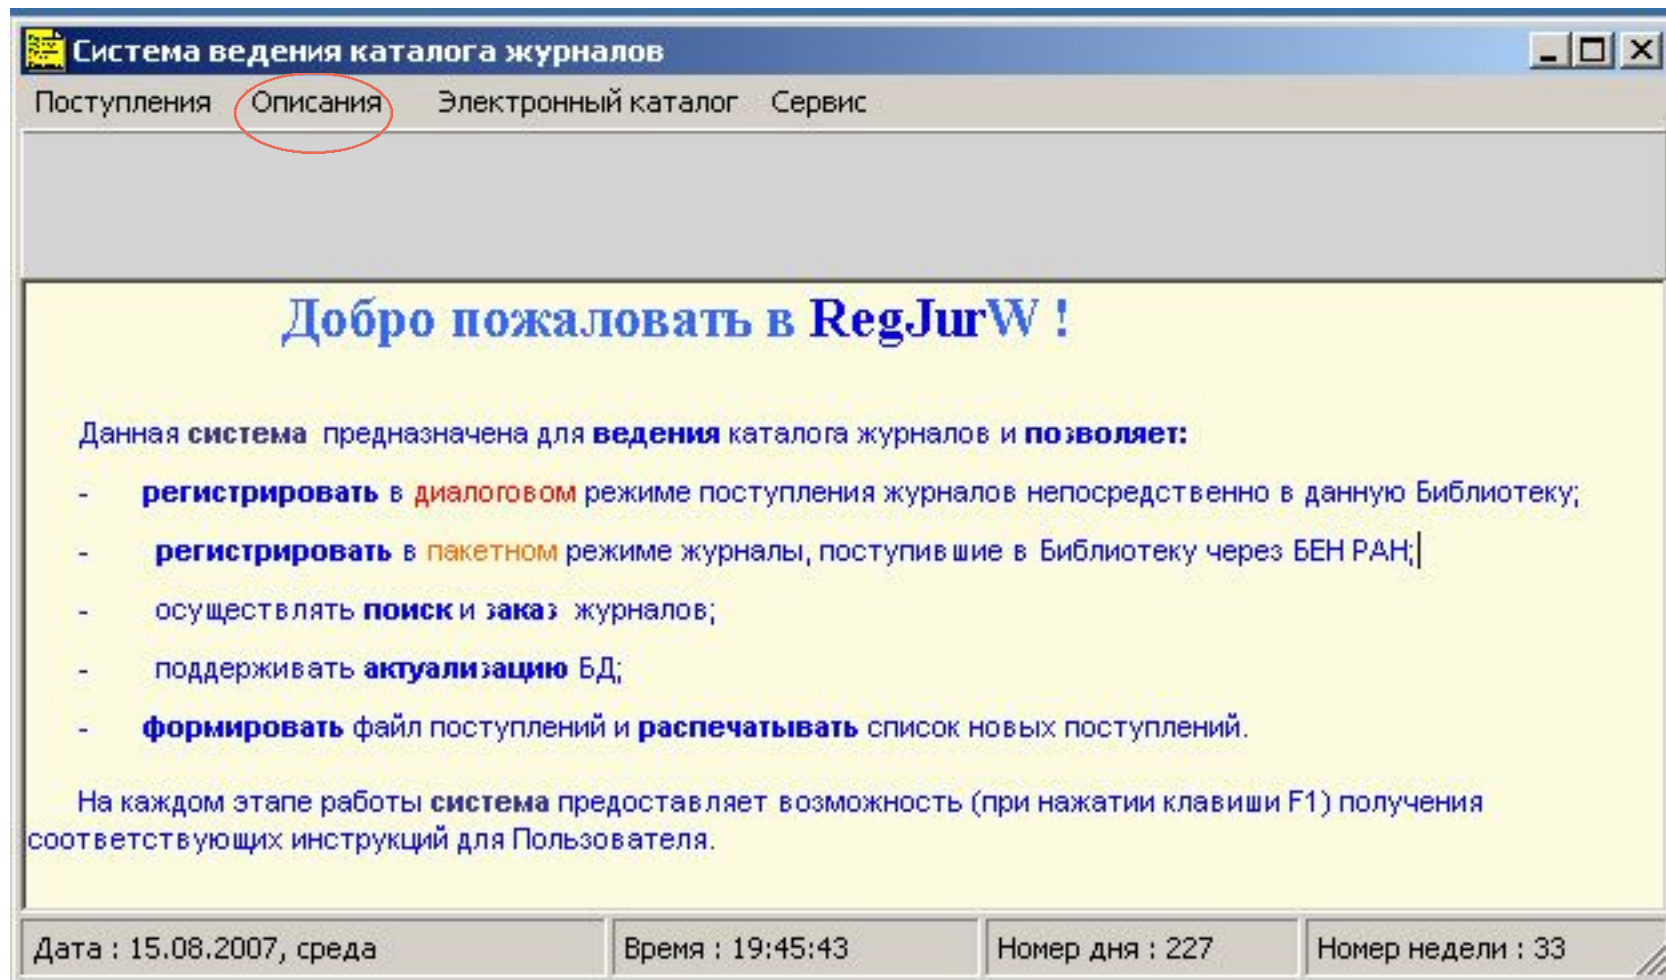 Система ведения каталога журналов
Поступления Описания Электронный каталог Сервис
Добро пожаловать в RegJurW !
Данная система предназначена для ведения каталога журналов и позволяет:
- регистрировать в диалоговом режиме поступления журналов непосредственно в данную Библиотеку;
- регистрировать в пакетном режиме журналы, поступившие в Библиотеку через БЕН РАН;
- осуществлять поиск и заказ журналов;
- поддерживать актуализацию БД;
- формировать файл поступлений и распечатывать список новых поступлений.
На каждом этапе работы система предоставляет возможность (при нажатии клавиши F1) получения
соответствующих инструкций для Пользователя.
Дата : 15.08.2007, среда Время : 19:45:43 Номер дня : 227 Номер недели : 33